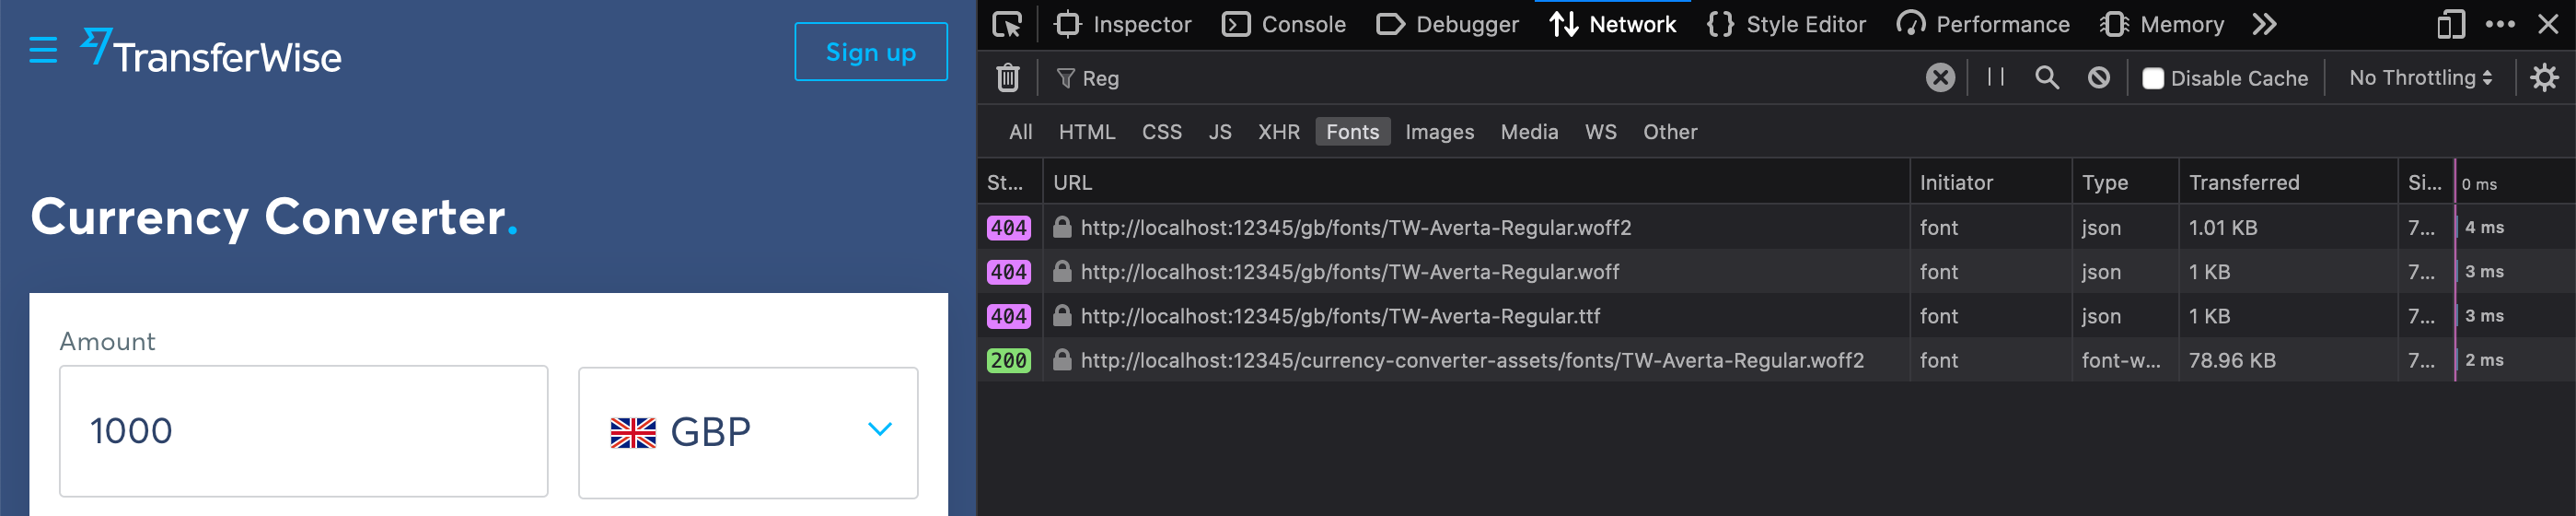 TransferWise
Sign up
Currency Converter.
Amount
1000
GBP
Inspector Console Debugger Network {} Style Editor Performance Memory
Reg
Disable Cache No Throttling
All HTML CSS JS XHR Fonts Images Media WS Other
St... URL Initiator Type Transferred Si... 0 ms
404 http://localhost:12345/gb/fonts/TW-Averta-Regular.woff2 font json 1.01 KB 7... 4 ms
404 http://localhost:12345/gb/fonts/TW-Averta-Regular.woff font json 1 KB 7... 3 ms
404 http://localhost:12345/gb/fonts/TW-Averta-Regular.ttf font json 1 KB 7... 3 ms
200 http://localhost:12345/currency-converter-assets/fonts/TW-Averta-Regular.woff2 font font-w... 78.96 KB 7... 2 ms